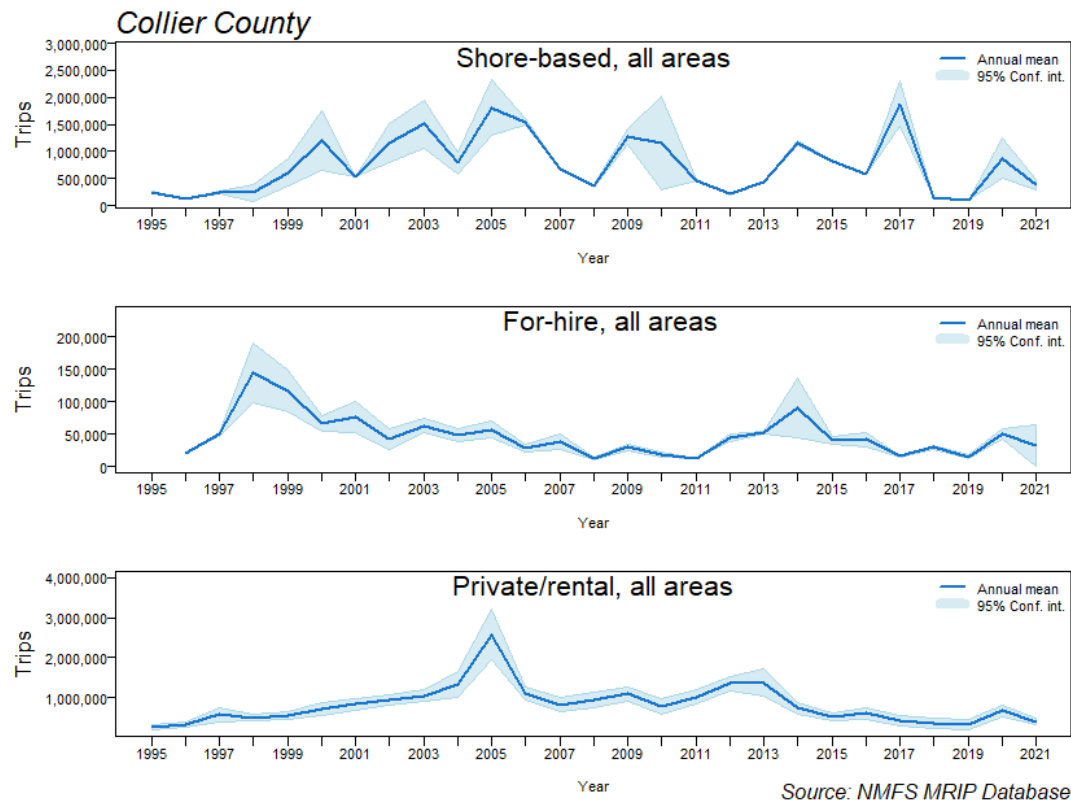 Collier County
Shore-based, all areas
Annual mean
95% Conf. int.
Trips
3,000,000
2,500,000
2,000,000
1,500,000
1,000,000
500,000
0
1995 1997 1999 2001 2003 2005 2007 2009 2011 2013 2015 2017 2019 2021
Year
For-hire, all areas
Annual mean
95% Conf. int.
Trips
200,000
150,000
100,000
50,000
0
1995 1997 1999 2001 2003 2005 2007 2009 2011 2013 2015 2017 2019 2021
Year
Private/rental, all areas
Annual mean
95% Conf. int.
Trips
4,000,000
3,000,000
2,000,000
1,000,000
1995 1997 1999 2001 2003 2005 2007 2009 2011 2013 2015 2017 2019 2021
Year
Source: NMFS MRIP Database